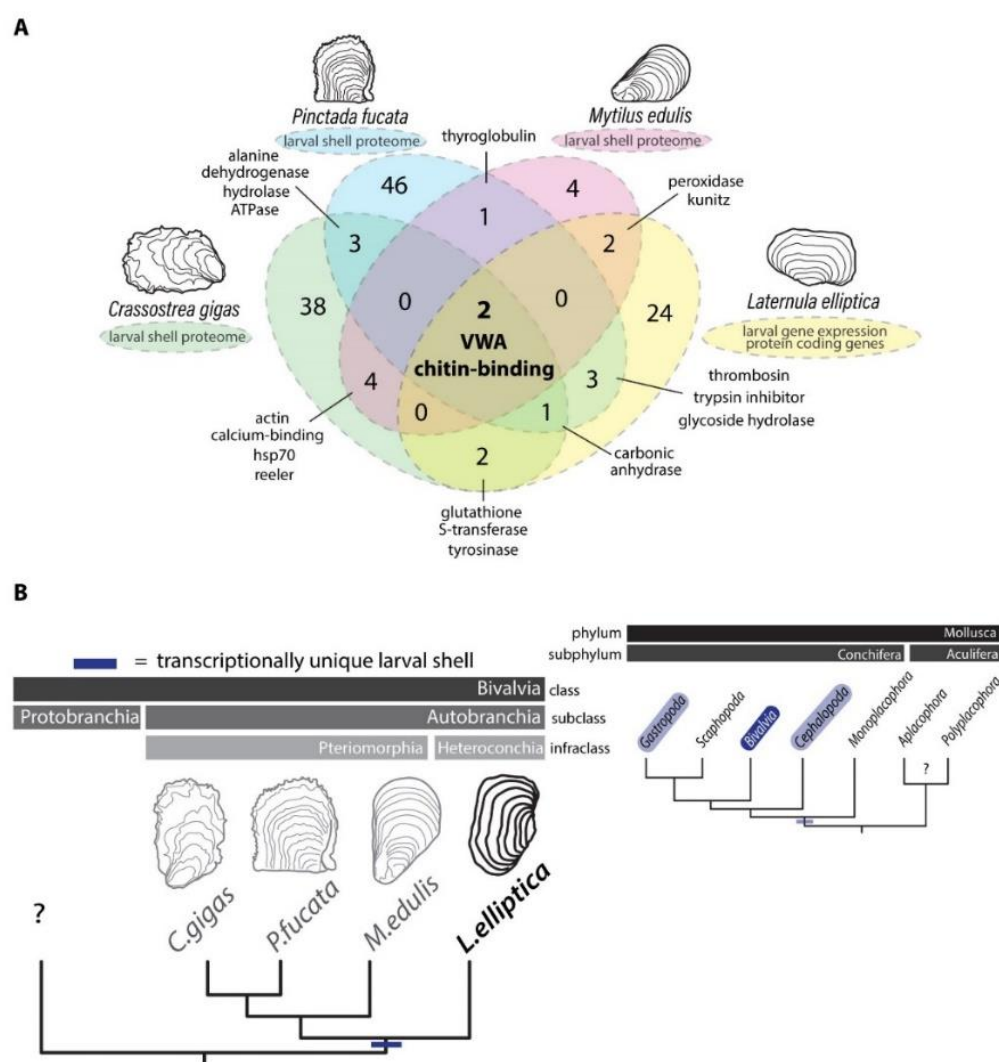 A
Pinctada fucata
larval shell proteome
Mytilus edulis
larval shell proteome
thyroglobulin
alanine
dehydrogenase
hydrolase
ATPase
peroxidase
kunitz
46
4
1
3
2
Crassostrea gigas
larval shell proteome
38
0
2
VWA
chitin-binding
0
24
Laternula elliptica
larval gene expression
protein coding genes
4
0
1
3
2
thrombosin
trypsin inhibitor
glycoside hydrolase
actin
calcium-binding
hsp70
reeler
carbonic
anhydrase
glutathione
S-transferase
tyrosinase
B
= transcriptionally unique larval shell
Bivalvia class
Protobranchia Autobranchia subclass
Pteriomorphia Heteroconchia infraclass
?
C.gigas
P.fucata
M.edulis
L.elliptica
phylum Mollusca
subphylum Conchifera Aculifera
Gastropoda
Scaphopoda
Bivalvia
Cephalopoda
Monoplacophora
Aplacophora
Polyplacophora
?